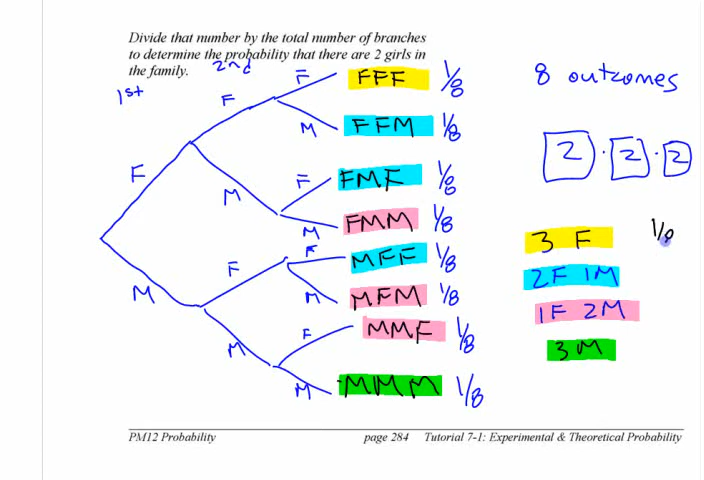 Divide that number by the total number of branches
to determine the probability that there are 2 girls in
the family.
1st
2nd
F
F
F
FFF 1/8
8 outcomes
M
FFM 1/8
2 · 2 · 2
F
M
F
FMF 1/8
M
FMM 1/8
3 F 1/8
M
F
F
MFF 1/8
2F 1M
M
MFM 1/8
1F 2M
M
F
MMF 1/8
3M
M
MMM 1/8
PM12 Probability page 284 Tutorial 7-1: Experimental & Theoretical Probability